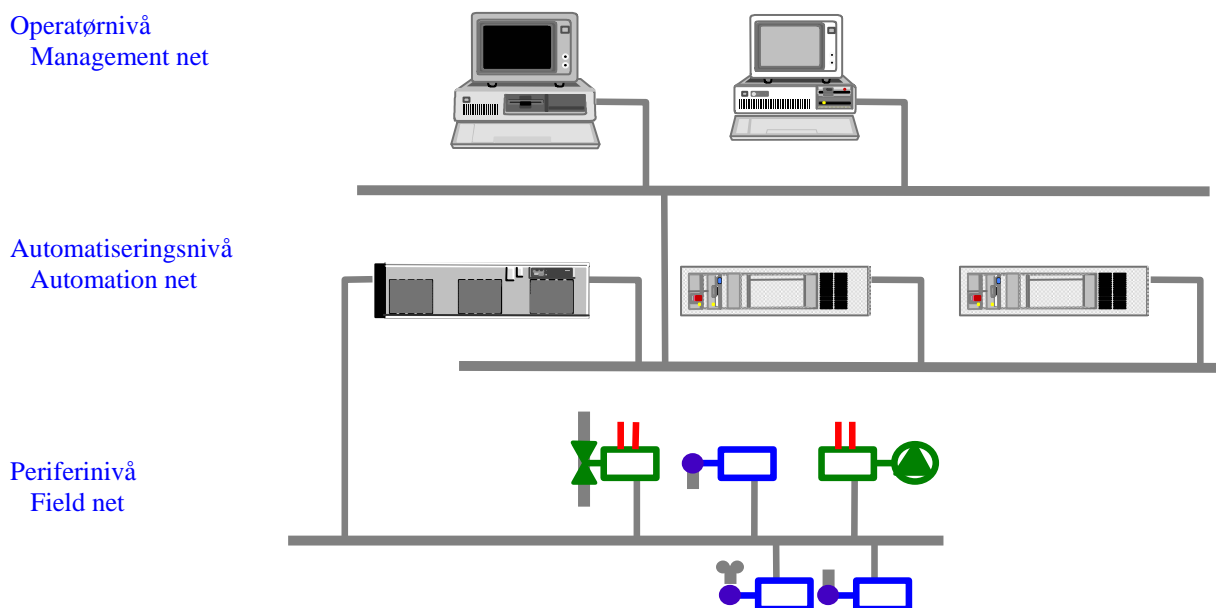 Operatørnivå
Management net
Automatiseringsnivå
Automation net
Periferinivå
Field net